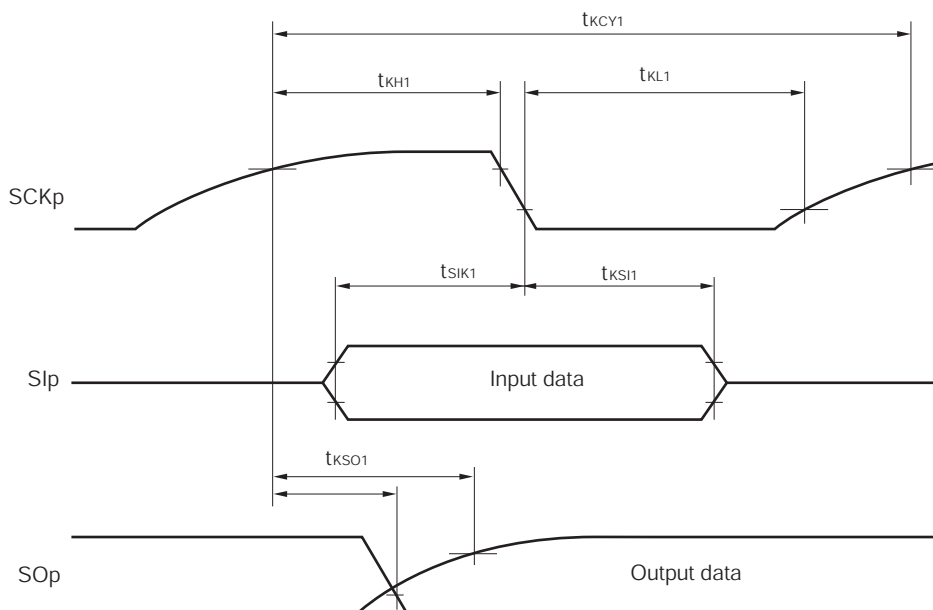 tKCY1
tKH1
tKL1
SCKp
tSIK1
tKSI1
SIp
Input data
tKSO1
SOp
Output data